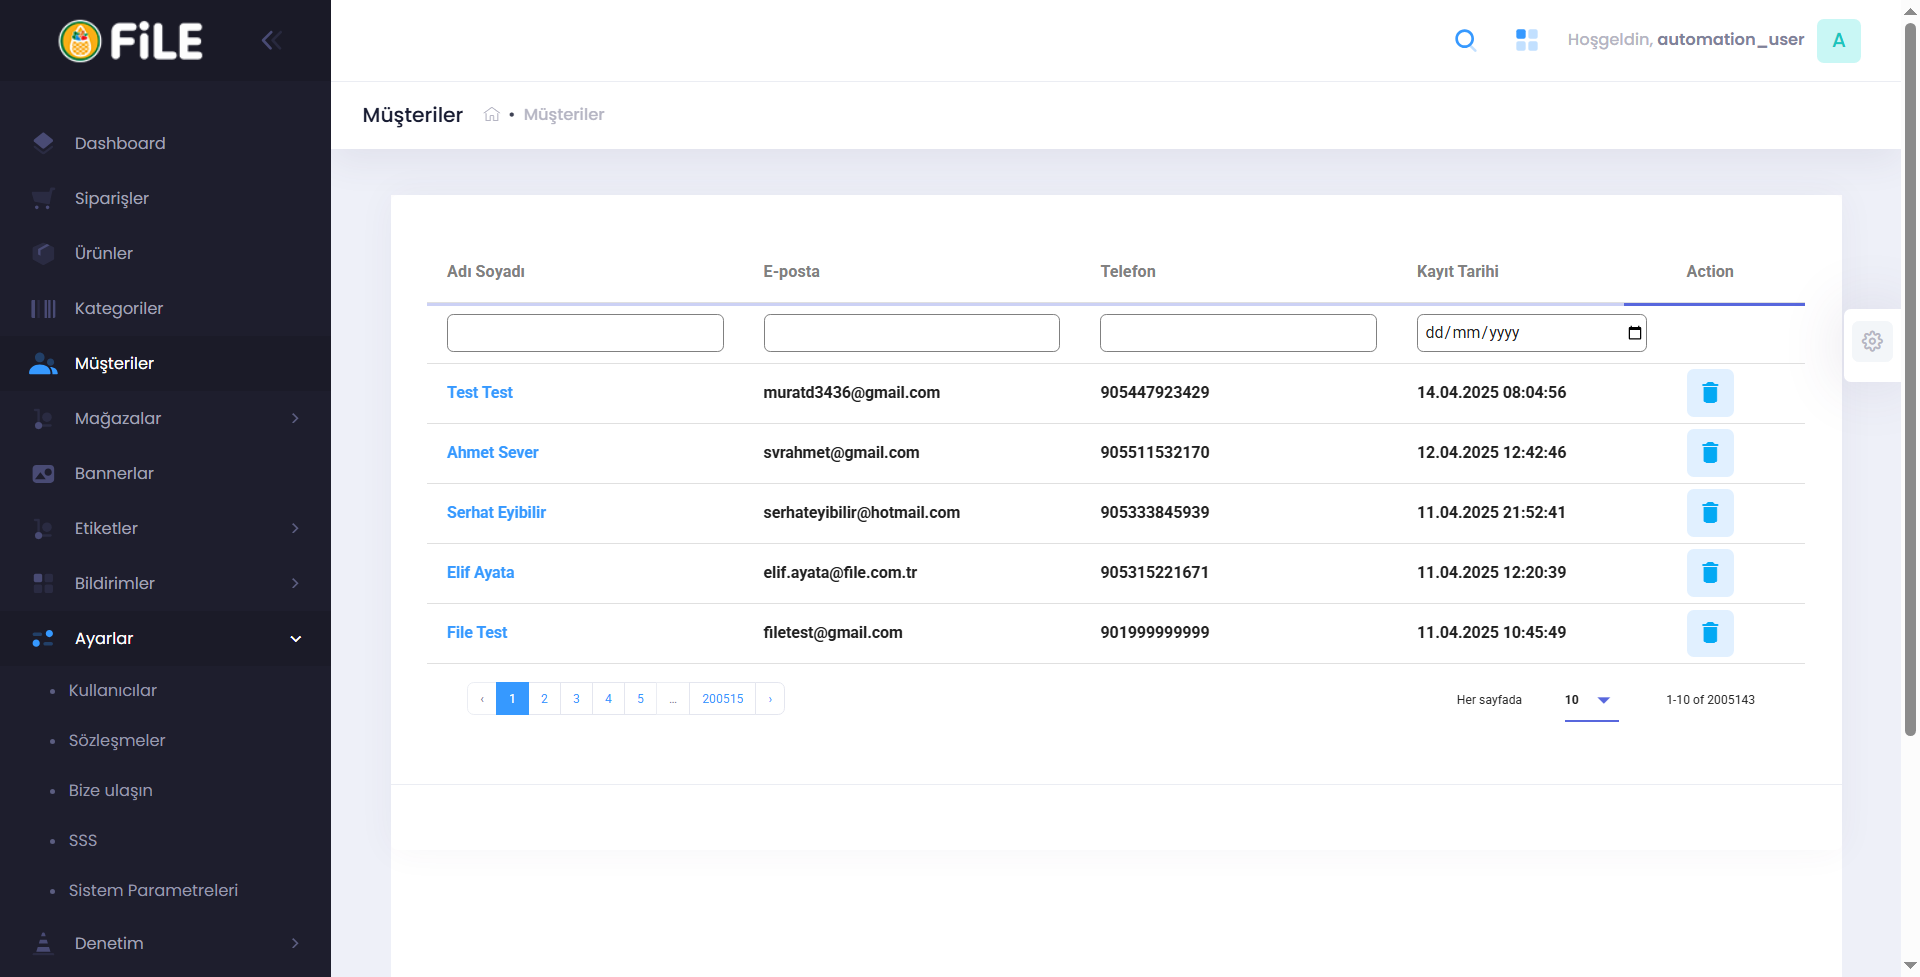 FiLE
Hoşgeldin, automation_user
A
Müşteriler • Müşteriler
Dashboard
Siparişler
Ürünler
Kategoriler
Müşteriler
Mağazalar
Bannerlar
Etiketler
Bildirimler
Ayarlar
• Kullanıcılar
• Sözleşmeler
• Bize ulaşın
• SSS
• Sistem Parametreleri
Denetim
Adı Soyadı E-posta Telefon Kayıt Tarihi Action
dd/mm/yyyy
Test Test muratd3436@gmail.com 905447923429 14.04.2025 08:04:56
Ahmet Sever svrahmet@gmail.com 905511532170 12.04.2025 12:42:46
Serhat Eyibilir serhateyibilir@hotmail.com 905333845939 11.04.2025 21:52:41
Elif Ayata elif.ayata@file.com.tr 905315221671 11.04.2025 12:20:39
File Test filetest@gmail.com 901999999999 11.04.2025 10:45:49
‹ 1 2 3 4 5 ... 200515 ›
Her sayfada 10 1-10 of 2005143